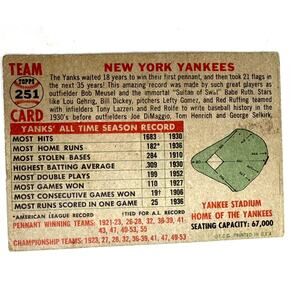 TEAM
TOPPS
251
CARD
NEW YORK YANKEES
The Yanks waited 18 years to win their first pennant, and then took 21 flags in
the next 35 years! This amazing record was made by such great players as
outfielders Bob Meusel and the immortal "Sultan of Swat" Babe Ruth. Stars
like Lou Gehrig, Bill Dickey, pitchers Lefty Gomez, and Red Ruffing teamed
with infielders Tony Lazzeri and Red Rolfe to write baseball history in the
1930's before outfielders Joe DiMaggio, Tom Henrich and George Selkirk.
YANKS' ALL TIME SEASON RECORD
MOST HITS 1683 1930
MOST HOME RUNS 182* 1936
MOST STOLEN BASES 284 1910
HIGHEST BATTING AVERAGE 309 1930
MOST DOUBLE PLAYS 199 1952
MOST GAMES WON 110 1927
MOST CONSECUTIVE GAMES WON 19† 1906
MOST RUNS SCORED IN ONE GAME 25 1936
*AMERICAN LEAGUE RECORD †TIED FOR A.L. RECORD
PENNANT WINNING TEAMS: 1921-23, 26-28, 32, 36-39, 41-
43, 47, 49-53, 55
CHAMPIONSHIP TEAMS: 1923, 27, 28, 32, 36-39, 41, 43, 47, 49-53
YANKEE STADIUM
HOME OF THE YANKEES
SEATING CAPACITY: 67,000
©T.C.G. PRINTED IN U.S.A.